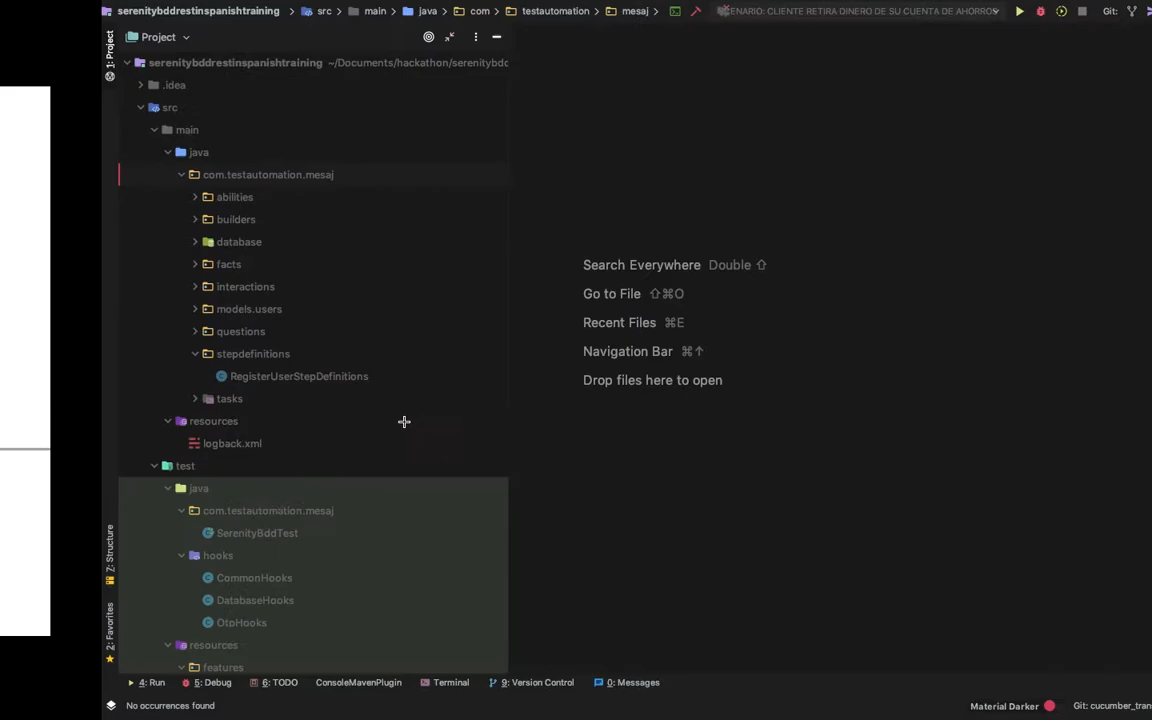 serenitybddrestinspanishtraining src main java com testautomation mesaj ENARIO: CLIENTE RETIRA DINERO DE SU CUENTA DE AHORROS Git:
1: Project
Project
serenitybddrestinspanishtraining ~/Documents/hackathon/serenitybdd
.idea
src
main
java
com.testautomation.mesaj
abilities
builders
database
facts
interactions
models.users
questions
stepdefinitions
RegisterUserStepDefinitions
tasks
resources
logback.xml
test
java
com.testautomation.mesaj
SerenityBddTest
hooks
CommonHooks
DatabaseHooks
OtpHooks
resources
features
Search Everywhere Double ⇧
Go to File ⇧⌘O
Recent Files ⌘E
Navigation Bar ⌘↑
Drop files here to open
7: Structure
2: Favorites
4: Run 5: Debug 6: TODO ConsoleMavenPlugin Terminal 9: Version Control 0: Messages
No occurrences found Material Darker Git: cucumber_tran